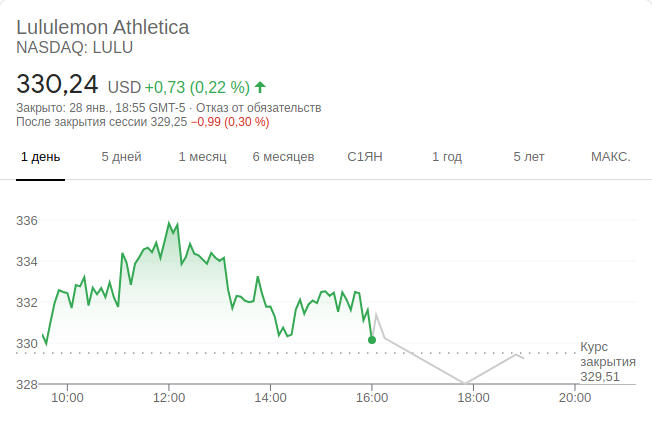 Lululemon Athletica
NASDAQ: LULU
330,24 USD +0,73 (0,22 %)
Закрыто: 28 янв., 18:55 GMT-5 · Отказ от обязательств
После закрытия сессии 329,25 −0,99 (0,30 %)
1 день 5 дней 1 месяц 6 месяцев С1ЯН 1 год 5 лет МАКС.
336
334
332
330
328
Курс
закрытия
329,51
10:00 12:00 14:00 16:00 18:00 20:00